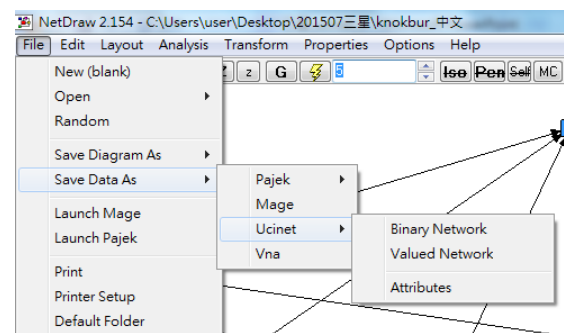 NetDraw 2.154 - C:\Users\user\Desktop\201507三星\knokbur_中文
File Edit Layout Analysis Transform Properties Options Help
z G 5 Iso Pen Self MC
New (blank)
Open
Random
Save Diagram As
Save Data As
Launch Mage
Launch Pajek
Print
Printer Setup
Default Folder
Pajek
Mage
Ucinet
Vna
Binary Network
Valued Network
Attributes